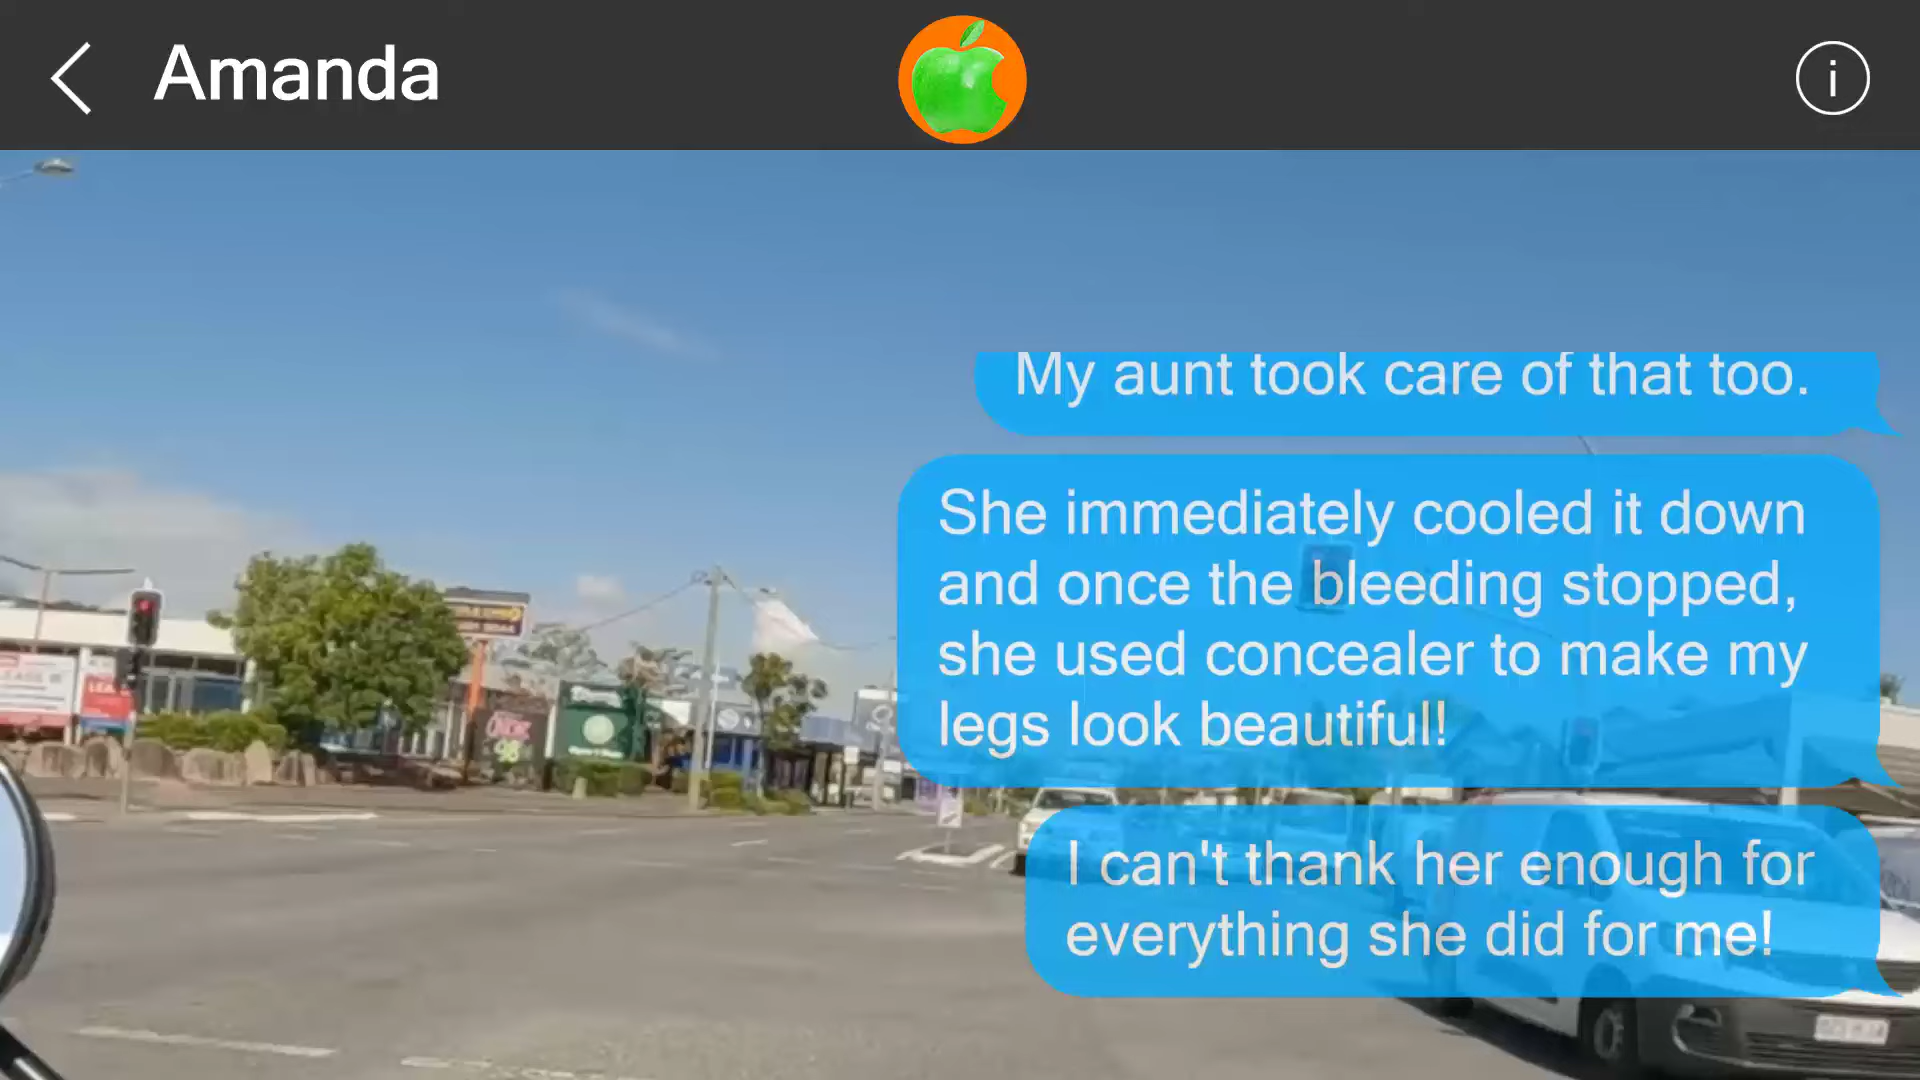 Amanda
i
My aunt took care of that too.
She immediately cooled it down
and once the bleeding stopped,
she used concealer to make my
legs look beautiful!
I can't thank her enough for
everything she did for me!